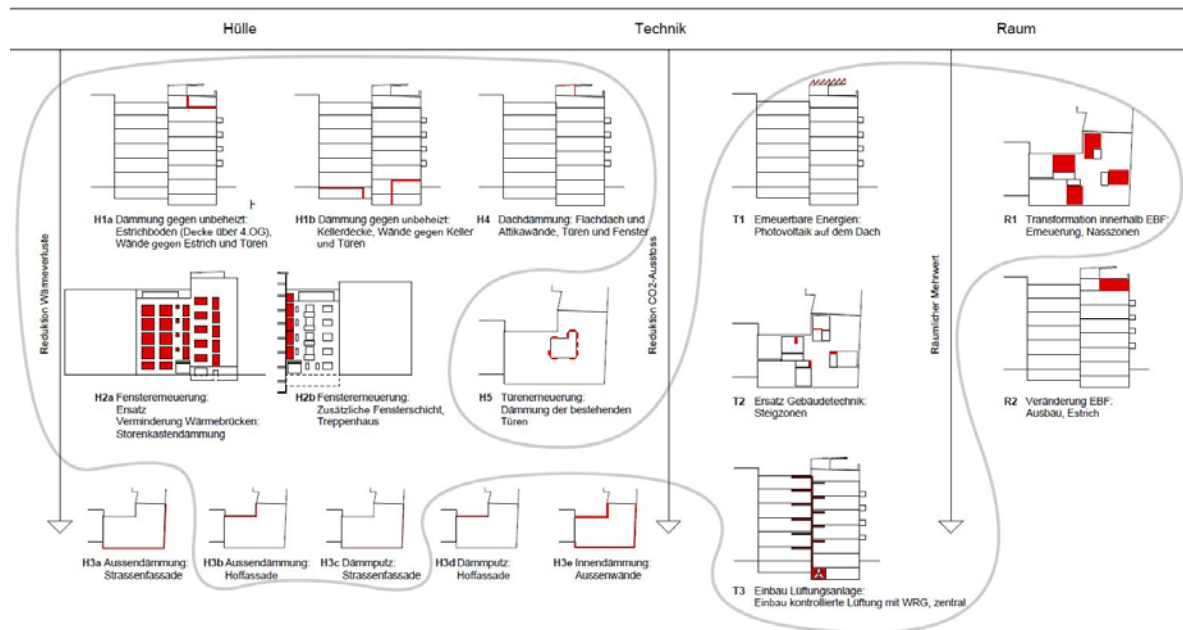 Hülle
Technik
Raum
Reduktion Wärmeverluste
H1a Dämmung gegen unbeheizt:
Estrichboden (Decke über 4.OG),
Wände gegen Estrich und Türen
H1b Dämmung gegen unbeheizt:
Kellerdecke, Wände gegen Keller
und Türen
H4 Dachdämmung: Flachdach und
Attikawände, Türen und Fenster
Reduktion CO2-Ausstoss
T1 Erneuerbare Energien:
Photovoltaik auf dem Dach
Räumlicher Mehrwert
R1 Transformation innerhalb EBF:
Erneuerung, Nasszonen
H2a Fenstererneuerung:
Ersatz
Verminderung Wärmebrücken:
Storenkastendämmung
H2b Fenstererneuerung:
Zusätzliche Fensterschicht,
Treppenhaus
H5 Türenerneuerung:
Dämmung der bestehenden
Türen
T2 Ersatz Gebäudetechnik:
Steigzonen
R2 Veränderung EBF:
Ausbau, Estrich
H3a Aussendämmung:
Strassenfassade
H3b Aussendämmung:
Hoffassade
H3c Dämmputz:
Strassenfassade
H3d Dämmputz:
Hoffassade
H3e Innendämmung:
Aussenwände
T3 Einbau Lüftungsanlage:
Einbau kontrollierte Lüftung mit WRG, zentral